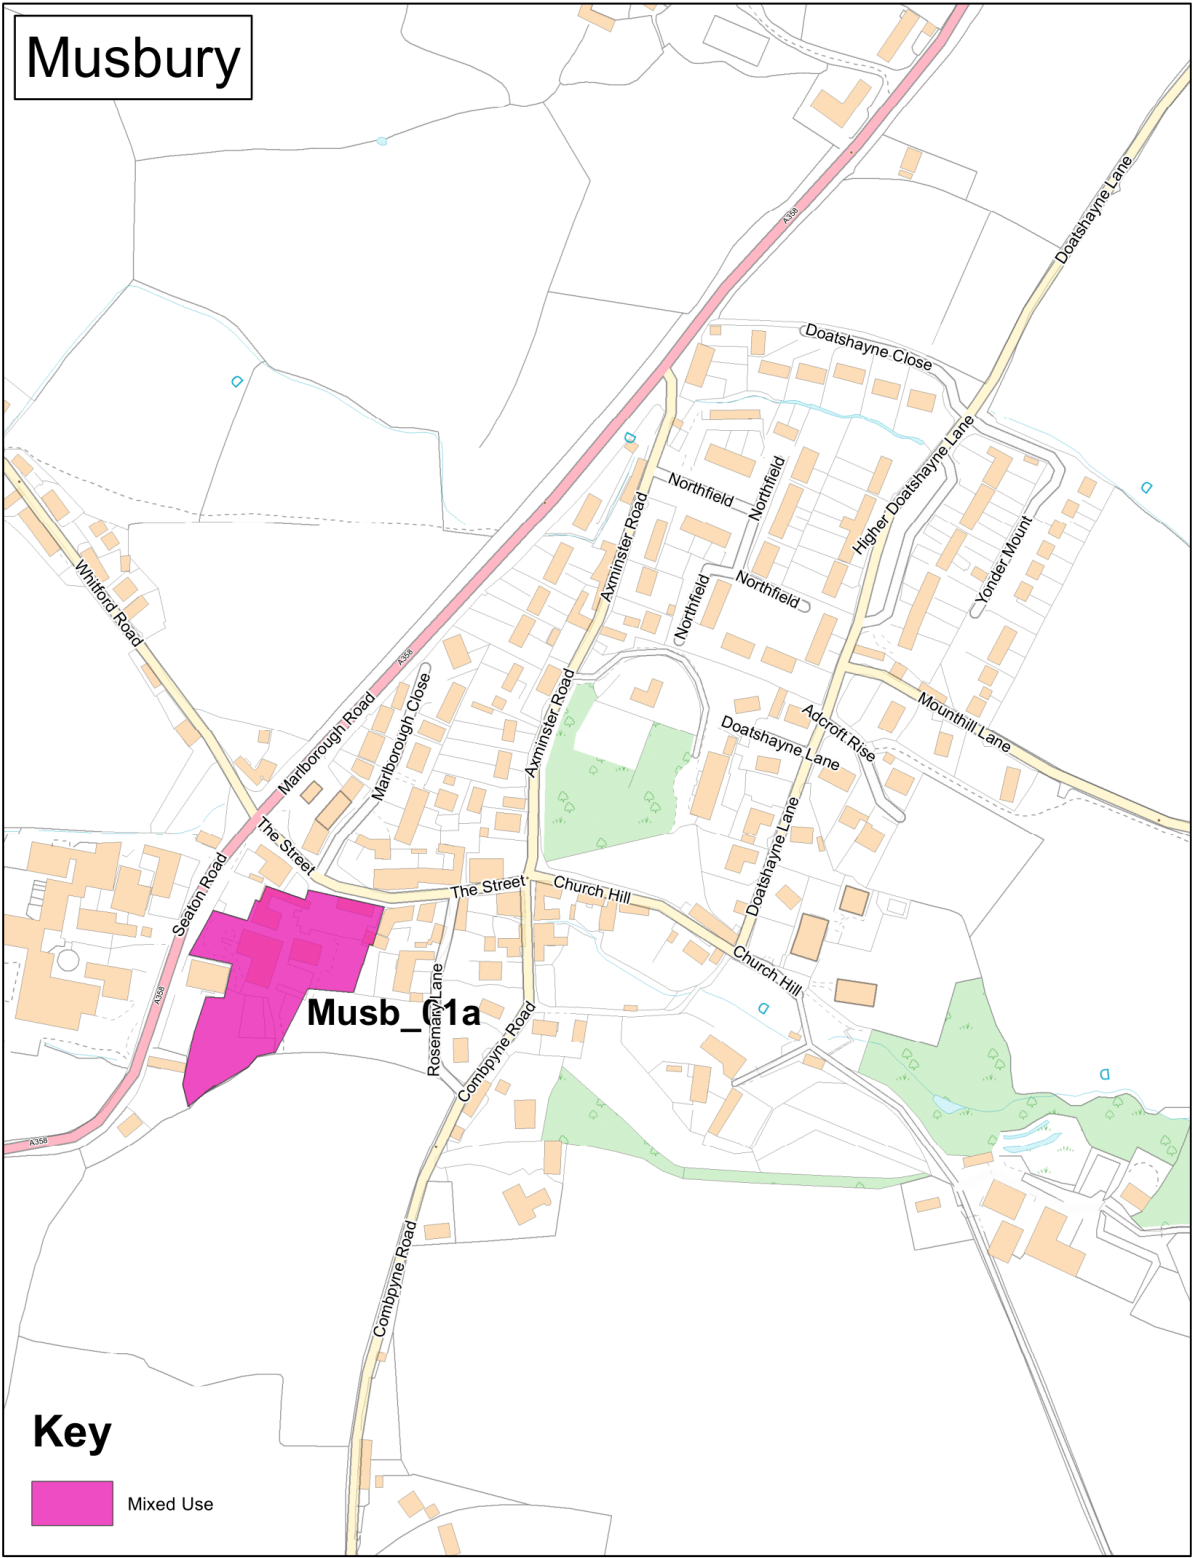 Musbury
A358
Doatshayne Lane
Doatshayne Close
Higher Doatshayne Lane
Northfield
Northfield
Axminster Road
Yonder Mount
Northfield
Northfield
Whitford Road
A358
Marlborough Close
Marlborough Road
Axminster Road
Mounthill Lane
Adcroft Rise
Doatshayne Lane
Doatshayne Lane
The Street
Seaton Road
The Street
Church Hill
Church Hill
A358
Musb_01a
Rosemary Lane
Combpyne Road
A358
Combpyne Road
Key
Mixed Use